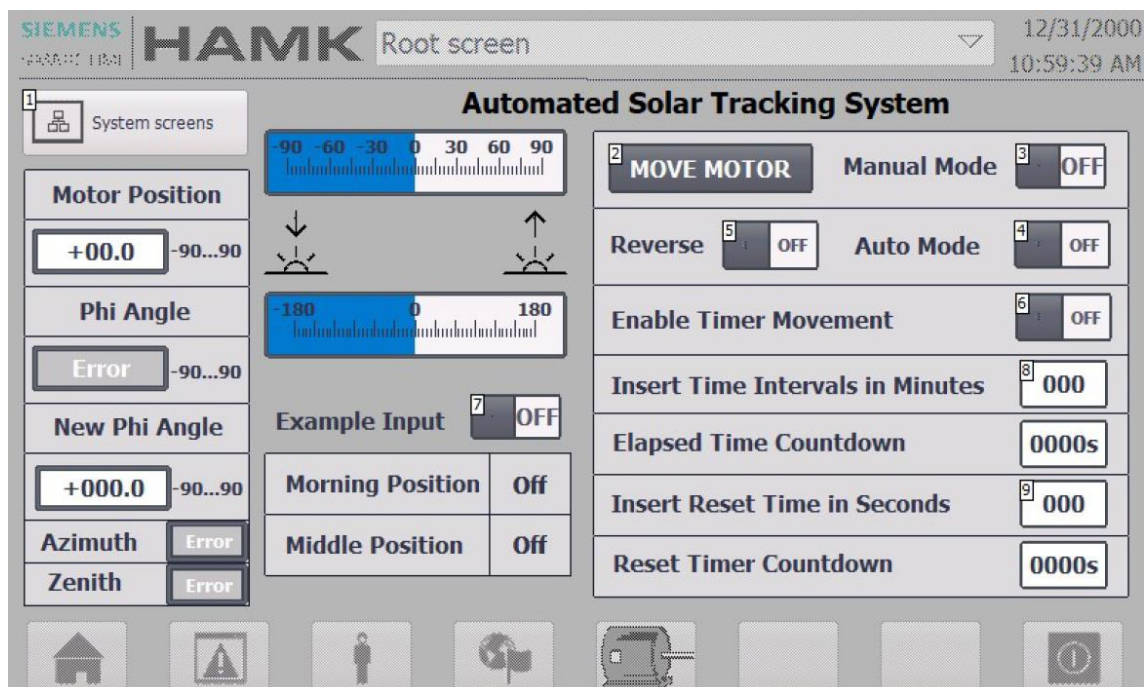 SIEMENS
HAMK
Root screen
12/31/2000
10:59:39 AM
1
System screens
Automated Solar Tracking System
Motor Position
+00.0 -90...90
Phi Angle
Error -90...90
New Phi Angle
+000.0 -90...90
Azimuth Error
Zenith Error
-90 -60 -30 0 30 60 90
-180 0 180
7
Example Input OFF
Morning Position Off
Middle Position Off
2 3
MOVE MOTOR Manual Mode OFF
5 4
Reverse OFF Auto Mode OFF
6
Enable Timer Movement OFF
8
Insert Time Intervals in Minutes 000
Elapsed Time Countdown 0000s
9
Insert Reset Time in Seconds 000
Reset Timer Countdown 0000s